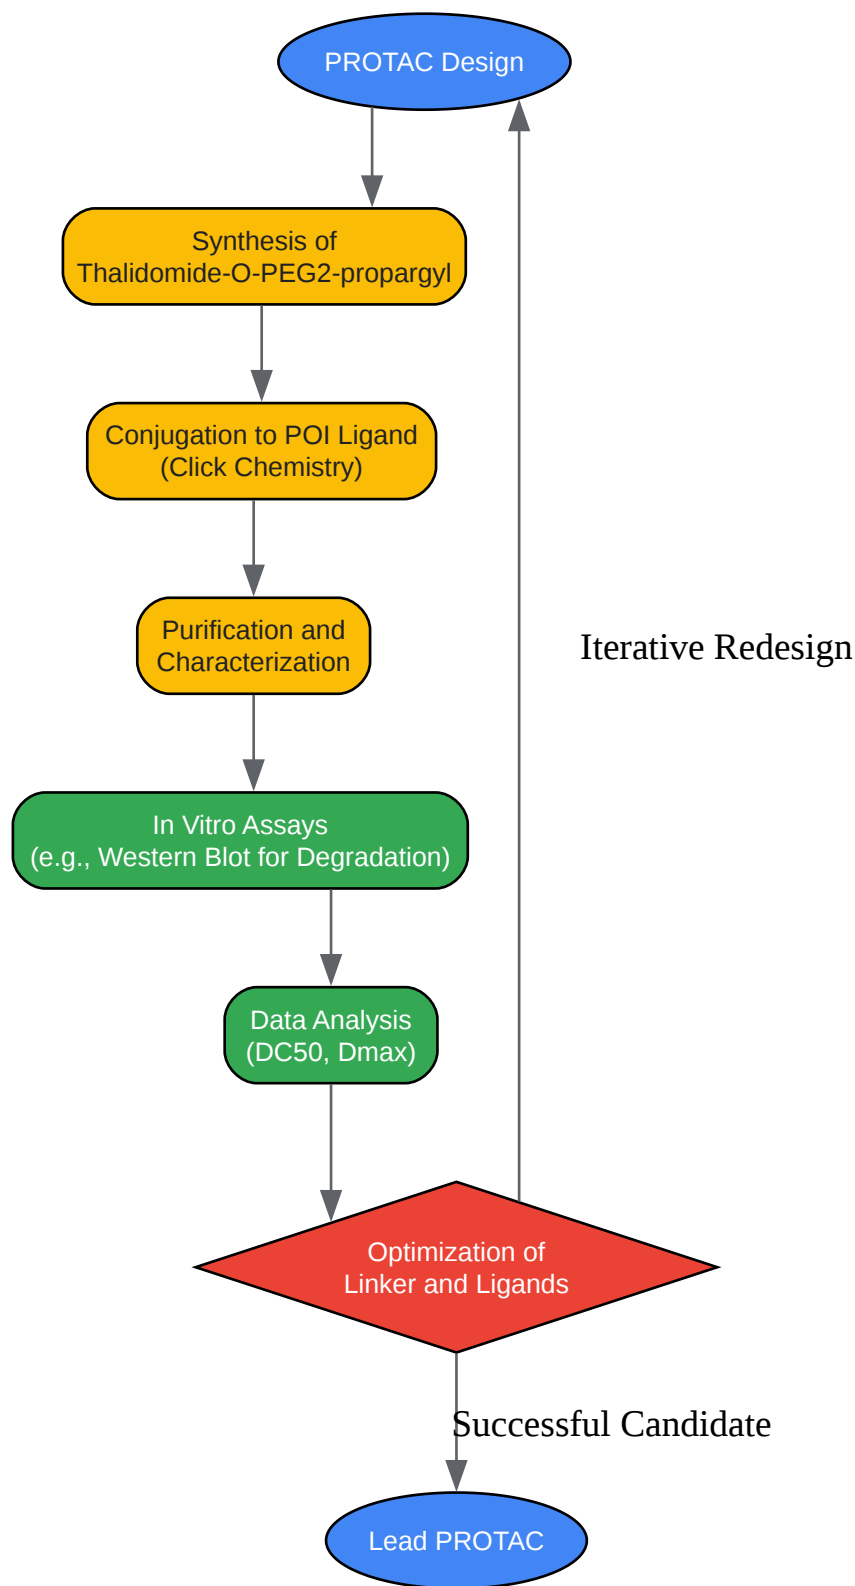 PROTAC Design
Synthesis of
Thalidomide-O-PEG2-propargyl
Conjugation to POI Ligand
(Click Chemistry)
Purification and
Characterization
Iterative Redesign
In Vitro Assays
(e.g., Western Blot for Degradation)
Data Analysis
(DC50, Dmax)
Optimization of
Linker and Ligands
Successful Candidate
Lead PROTAC